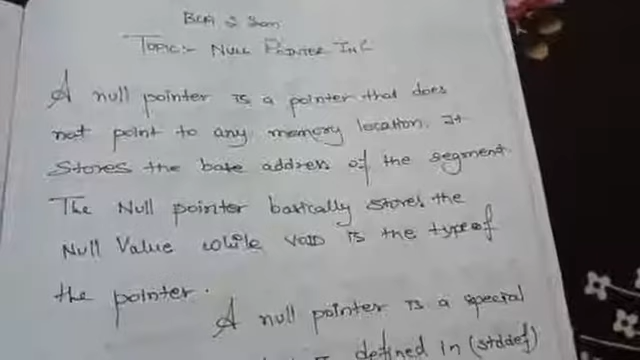 BCA 2 Sem
Topic:- Null Pointer In C
A null pointer is a pointer that does
not point to any memory location. It
stores the base address of the segment.
The Null pointer basically stores the
Null Value while void is the type of
the pointer.
A null pointer is a special
defined in (stddef)